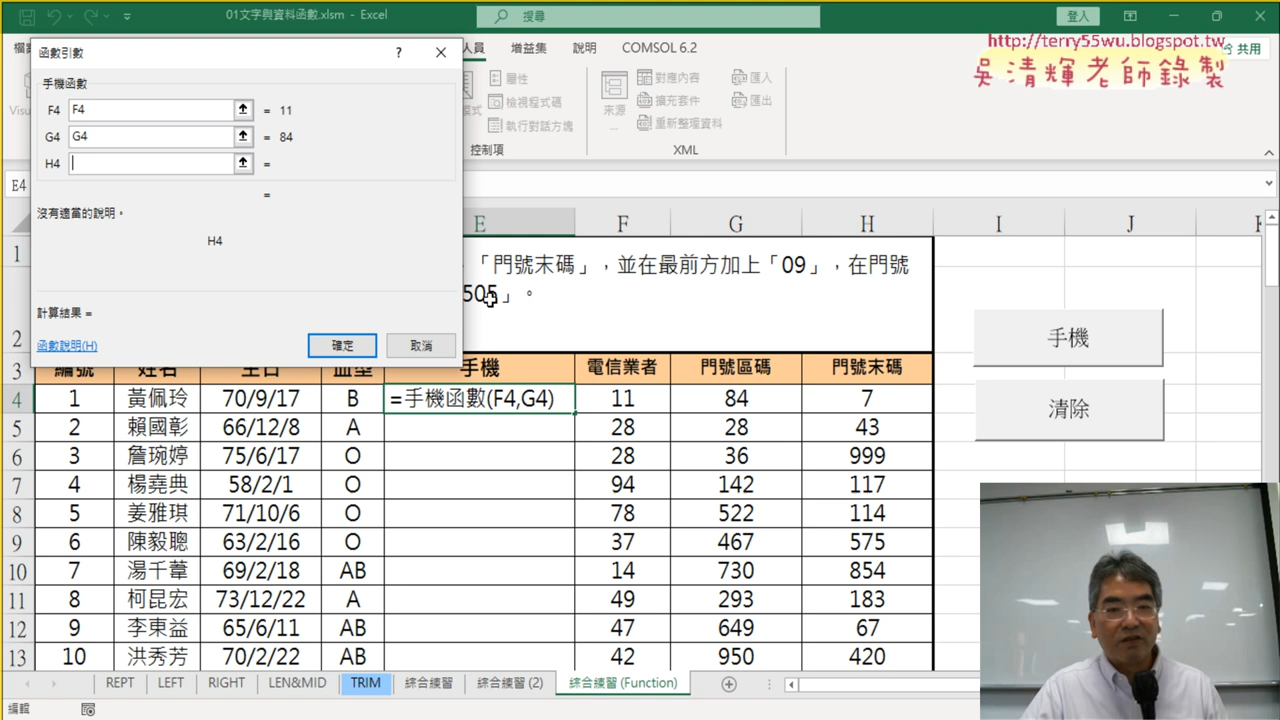 01文字與資料函數.xlsm - Excel
搜尋
登入
人員 增益集 說明 COMSOL 6.2
共用
http://terry55wu.blogspot.tw
吳清輝老師錄製
屬性
檢視程式碼
執行對話方塊
控制項
來源
...
對應內容
擴充套件
重新整理資料
匯入
匯出
XML
函數引數
?
手機函數
F4 F4 = 11
G4 G4 = 84
H4 =
=
沒有適當的說明。
H4
計算結果 =
函數說明(H)
確定 取消
E4
E F G H I J K
1
「門號末碼」，並在最前方加上「09」，在門號
505」。
2
手機
清除
3 編號 姓名 生日 血型 手機 電信業者 門號區碼 門號末碼
4 1 黃佩玲 70/9/17 B =手機函數(F4,G4) 11 84 7
5 2 賴國彰 66/12/8 A 28 28 43
6 3 詹琬婷 75/6/17 O 28 36 999
7 4 楊堯典 58/2/1 O 94 142 117
8 5 姜雅琪 71/10/6 O 78 522 114
9 6 陳毅聰 63/2/16 O 37 467 575
10 7 湯千葦 69/2/18 AB 14 730 854
11 8 柯昆宏 73/12/22 A 49 293 183
12 9 李東益 65/6/11 AB 47 649 67
13 10 洪秀芳 70/2/22 AB 42 950 420
REPT LEFT RIGHT LEN&MID TRIM 綜合練習 綜合練習 (2) 綜合練習 (Function)
編輯